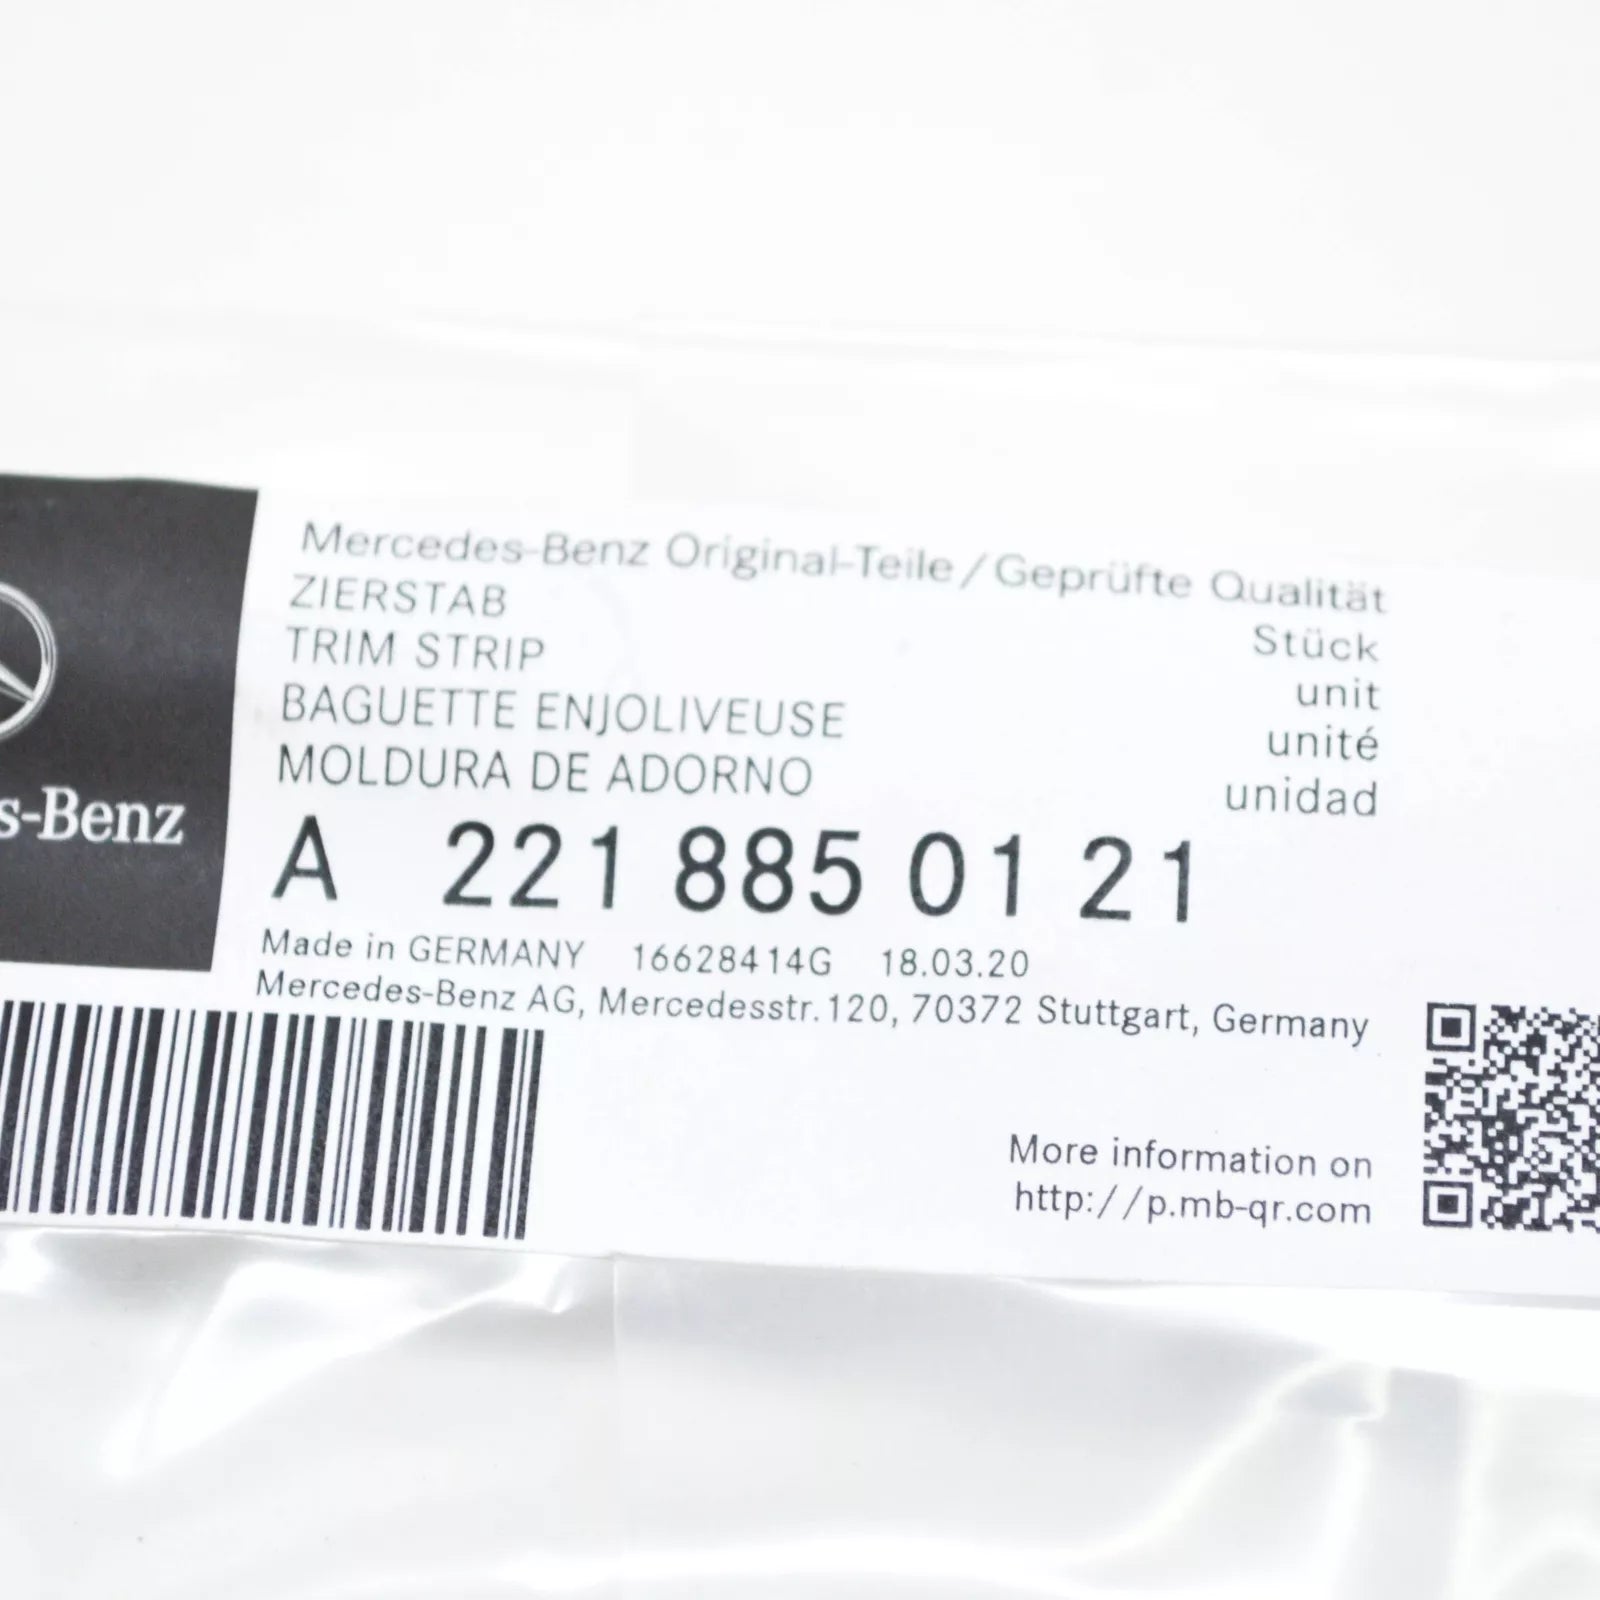 Mercedes-Benz Original-Teile / Geprüfte Qualität
ZIERSTAB Stück
TRIM STRIP unit
BAGUETTE ENJOLIVEUSE unité
MOLDURA DE ADORNO unidad
s-Benz
A 221 885 01 21
Made in GERMANY 16628414G 18.03.20
Mercedes-Benz AG, Mercedesstr.120, 70372 Stuttgart, Germany
More information on
http://p.mb-qr.com